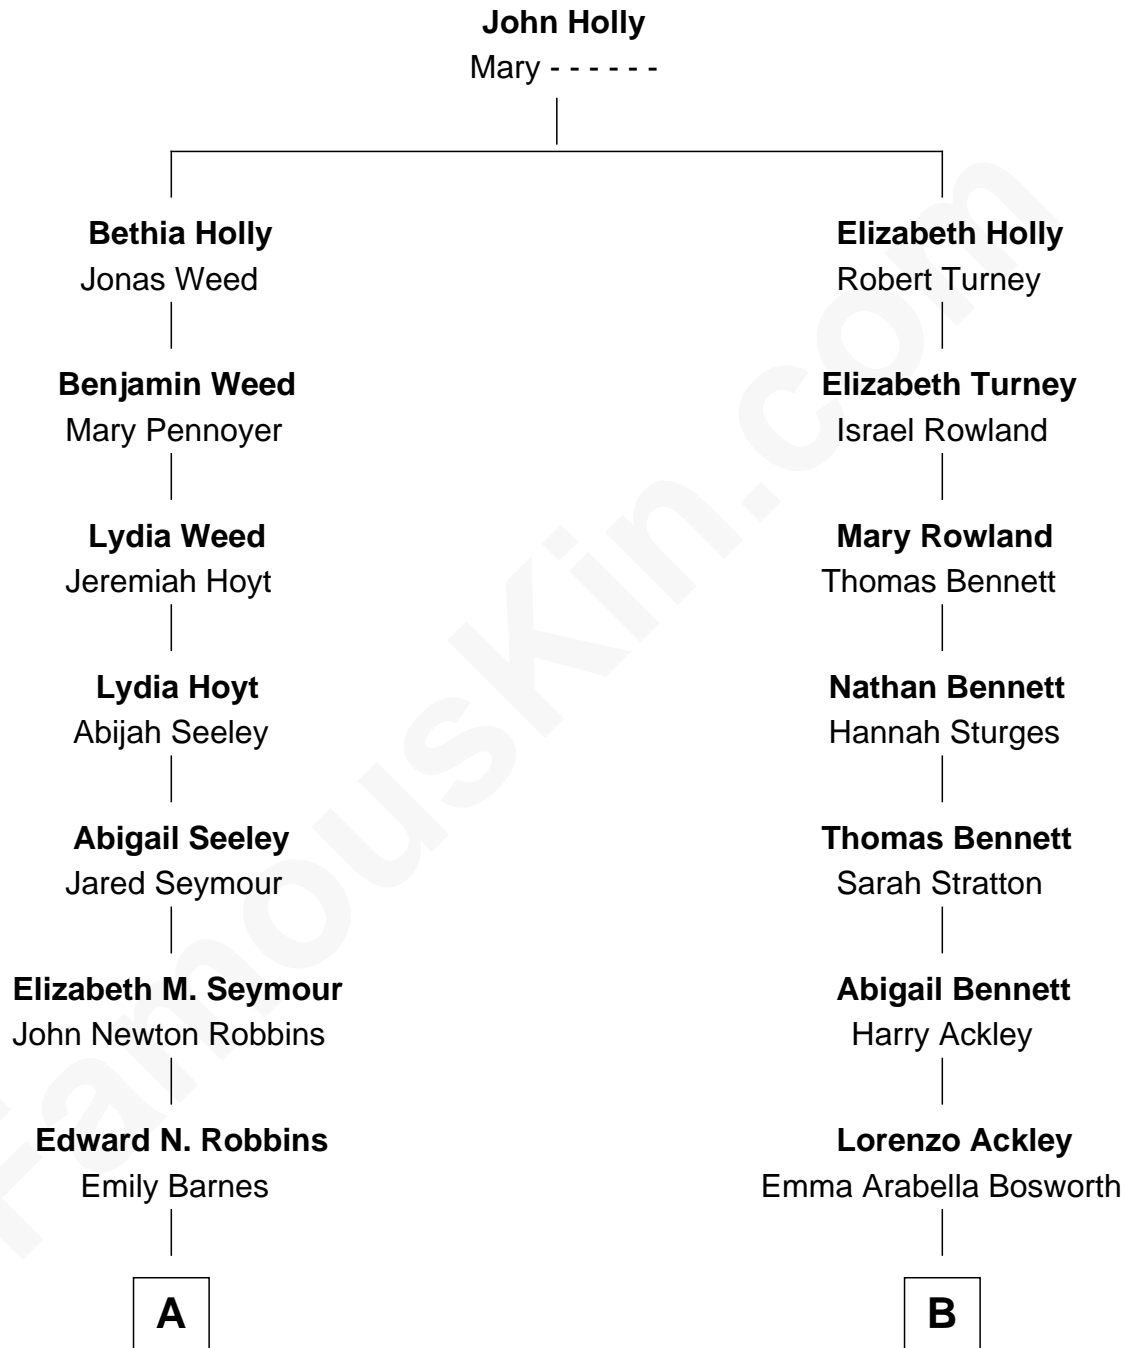 John Holly
Mary - - - - - -
Bethia Holly
Jonas Weed
Elizabeth Holly
Robert Turney
Benjamin Weed
Mary Pennoyer
Elizabeth Turney
Israel Rowland
Lydia Weed
Jeremiah Hoyt
Mary Rowland
Thomas Bennett
Lydia Hoyt
Abijah Seeley
Nathan Bennett
Hannah Sturges
Abigail Seeley
Jared Seymour
Thomas Bennett
Sarah Stratton
Elizabeth M. Seymour
John Newton Robbins
Abigail Bennett
Harry Ackley
Edward N. Robbins
Emily Barnes
Lorenzo Ackley
Emma Arabella Bosworth
A
B
FamousKin.com